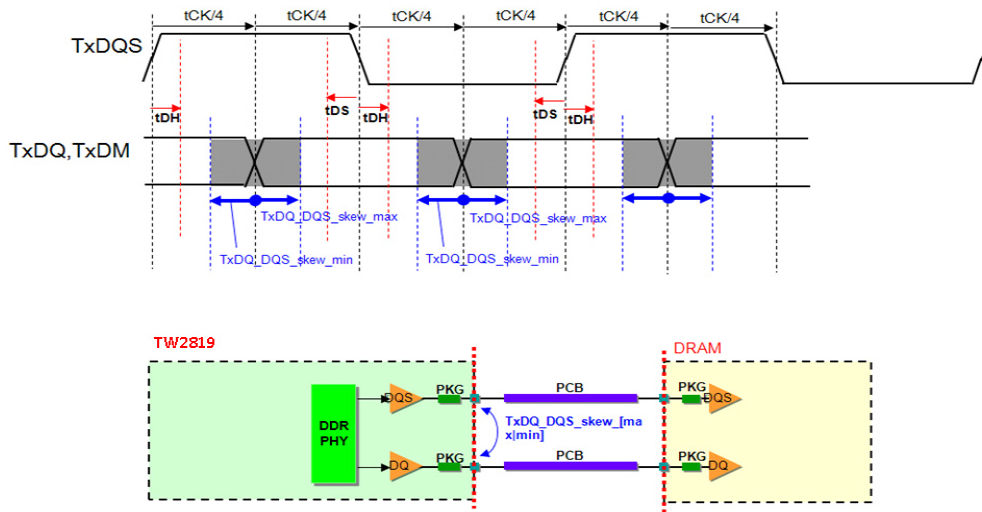 tCK/4 tCK/4 tCK/4 tCK/4 tCK/4 tCK/4
TxDQS
tDH tDS tDH tDS tDH
TxDQ,TxDM
TxDQ_DQS_skew_max TxDQ_DQS_skew_max
TxDQ_DQS_skew_min TxDQ_DQS_skew_min
TW2819
DRAM
DDR
PHY
DQS PKG PCB PKG DQS
TxDQ_DQS_skew_[ma
x|min]
DQ PKG PCB PKG DQ